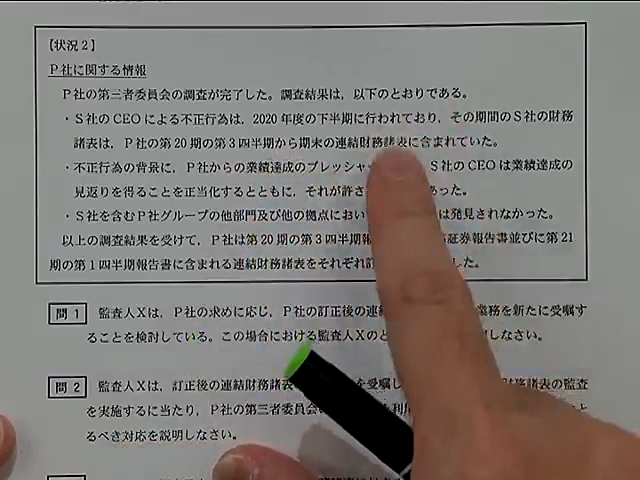 【状況2】
P社に関する情報
P社の第三者委員会の調査が完了した。調査結果は、以下のとおりである。
・S社のCEOによる不正行為は、2020年度の下半期に行われており、その期間のS社の財務
諸表は、P社の第20期の第3四半期から期末の連結財務諸表に含まれていた。
・不正行為の背景に、P社からの業績達成のプレッシャ S社のCEOは業績達成の
見返りを得ることを正当化するとともに、それが許さ あった。
・S社を含むP社グループの他部門及び他の拠点におい は発見されなかった。
以上の調査結果を受けて、P社は第20期の第3四半期報 証券報告書並びに第21
期の第1四半期報告書に含まれる連結財務諸表をそれぞれ訂 した。
問1 監査人Xは、P社の求めに応じ、P社の訂正後の連結 業務を新たに受嘱す
ることを検討している。この場合における監査人Xのと しなさい。
問2 監査人Xは、訂正後の連結財務諸表 を受嘱し 財務諸表の監査
を実施するに当たり、P社の第三者委員会の 利用 と
るべき対応を説明しなさい。